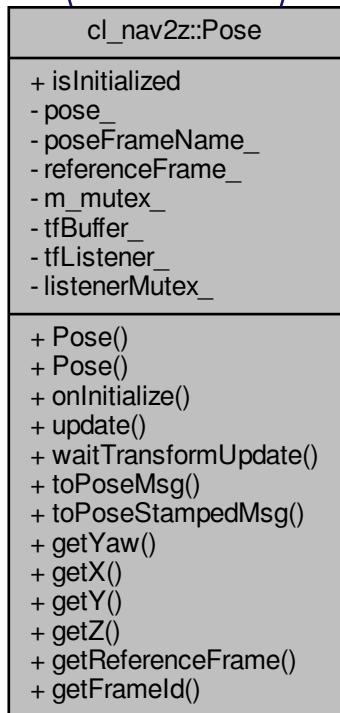 cl_nav2z::Pose
+ isInitialized
- pose_
- poseFrameName_
- referenceFrame_
- m_mutex_
- tfBuffer_
- tfListener_
- listenerMutex_
+ Pose()
+ Pose()
+ onInitialize()
+ update()
+ waitTransformUpdate()
+ toPoseMsg()
+ toPoseStampedMsg()
+ getYaw()
+ getX()
+ getY()
+ getZ()
+ getReferenceFrame()
+ getFrameId()